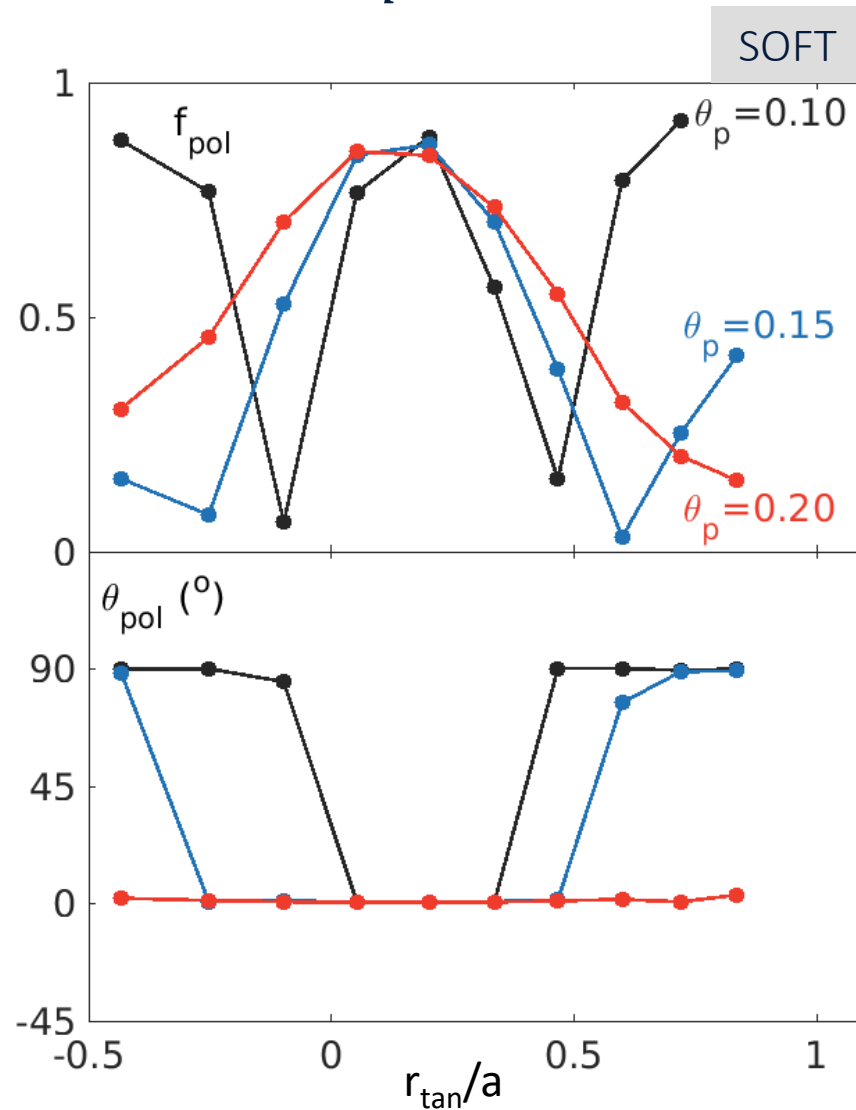 SOFT
1
f_pol
θ_p=0.10
0.5
θ_p=0.15
θ_p=0.20
0
θ_pol (°)
90
45
0
-45
-0.5 0 0.5 1
r_tan/a